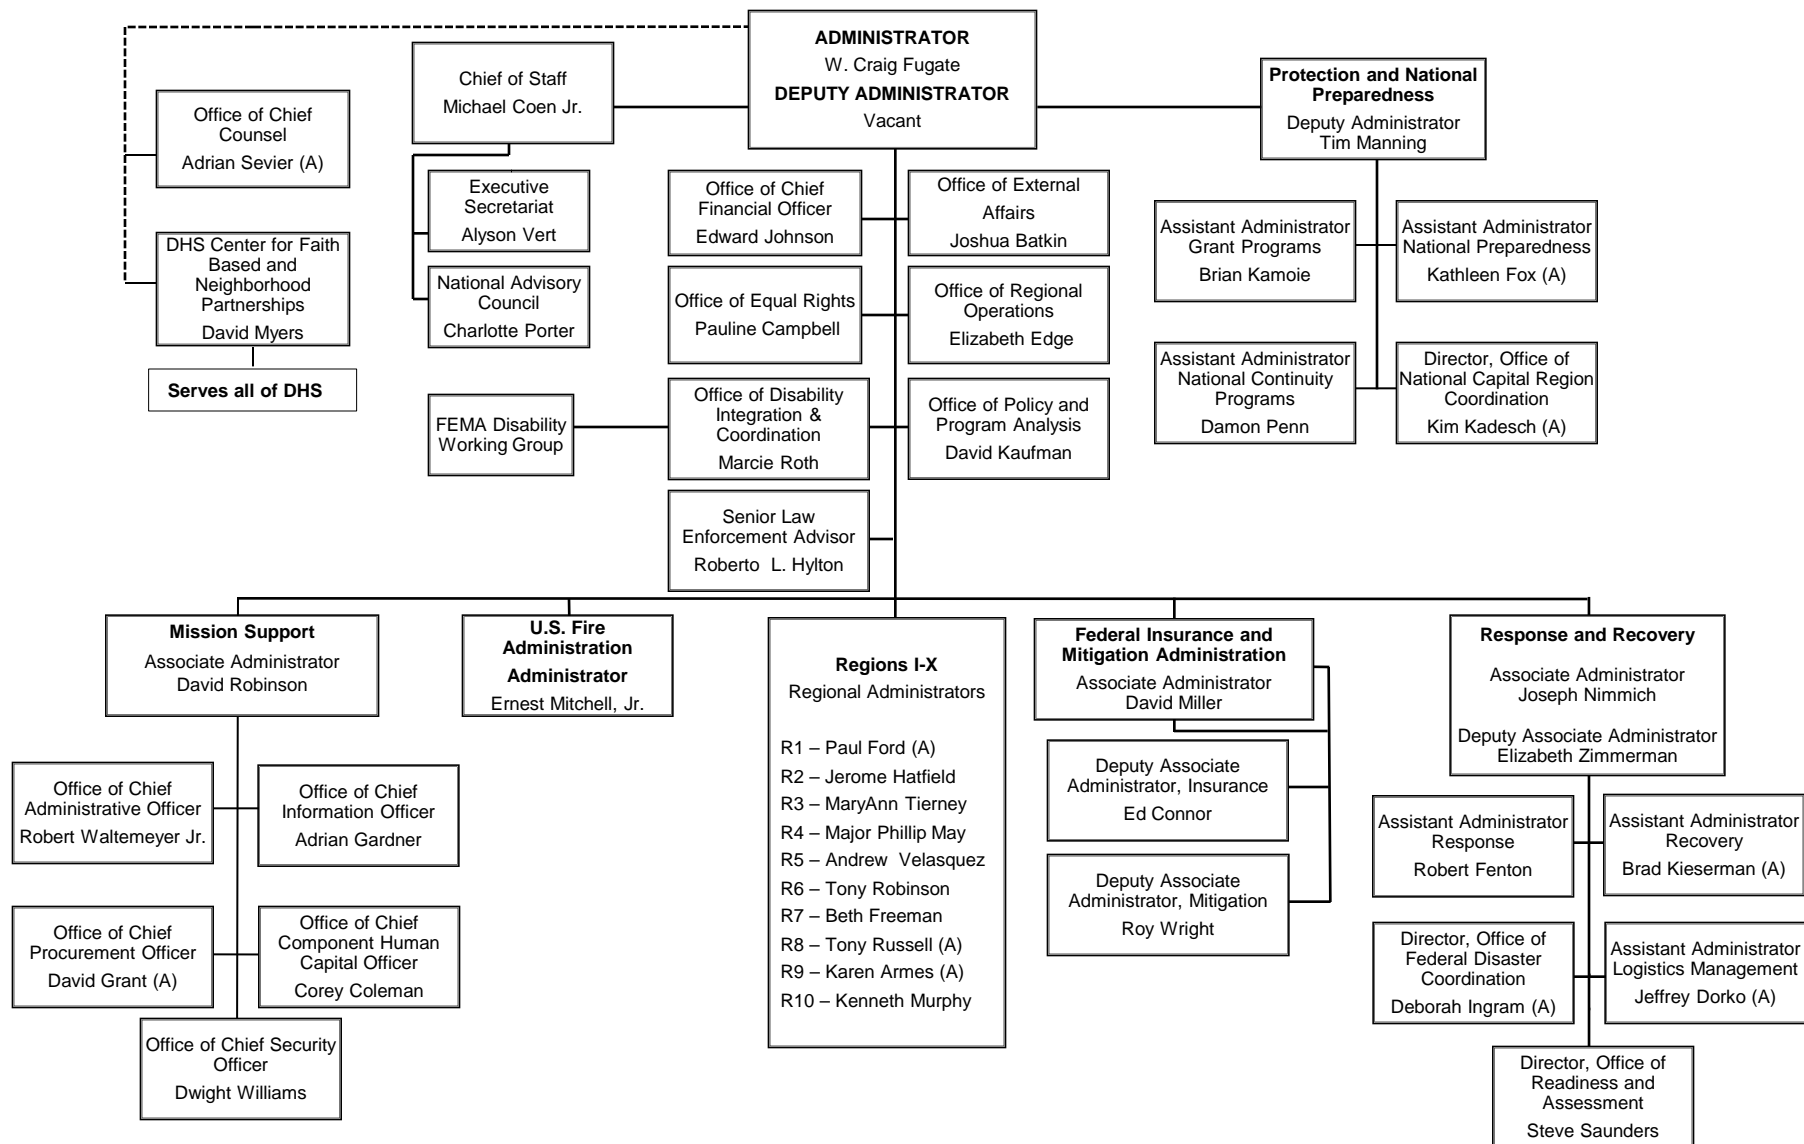 ADMINISTRATOR
W. Craig Fugate
DEPUTY ADMINISTRATOR
Vacant
Chief of Staff
Michael Coen Jr.
Protection and National
Preparedness
Deputy Administrator
Tim Manning
Office of Chief
Counsel
Adrian Sevier (A)
DHS Center for Faith
Based and
Neighborhood
Partnerships
David Myers
Serves all of DHS
Executive
Secretariat
Alyson Vert
National Advisory
Council
Charlotte Porter
FEMA Disability
Working Group
Office of Chief
Financial Officer
Edward Johnson
Office of External
Affairs
Joshua Batkin
Office of Equal Rights
Pauline Campbell
Office of Regional
Operations
Elizabeth Edge
Office of Disability
Integration &
Coordination
Marcie Roth
Office of Policy and
Program Analysis
David Kaufman
Senior Law
Enforcement Advisor
Roberto  L. Hylton
Assistant Administrator
Grant Programs
Brian Kamoie
Assistant Administrator
National Preparedness
Kathleen Fox (A)
Assistant Administrator
National Continuity
Programs
Damon Penn
Director, Office of
National Capital Region
Coordination
Kim Kadesch (A)
Mission Support
Associate Administrator
David Robinson
U.S. Fire
Administration
Administrator
Ernest Mitchell, Jr.
Regions I-X
Regional Administrators
R1 – Paul Ford (A)
R2 – Jerome Hatfield
R3 – MaryAnn Tierney
R4 – Major Phillip May
R5 – Andrew  Velasquez
R6 – Tony Robinson
R7 – Beth Freeman
R8 – Tony Russell (A)
R9 – Karen Armes (A)
R10 – Kenneth Murphy
Federal Insurance and
Mitigation Administration
Associate Administrator
David Miller
Response and Recovery
Associate Administrator
Joseph Nimmich
Deputy Associate Administrator
Elizabeth Zimmerman
Office of Chief
Administrative Officer
Robert Waltemeyer Jr.
Office of Chief
Information Officer
Adrian Gardner
Office of Chief
Procurement Officer
David Grant (A)
Office of Chief
Component Human
Capital Officer
Corey Coleman
Office of Chief Security
Officer
Dwight Williams
Deputy Associate
Administrator, Insurance
Ed Connor
Deputy Associate
Administrator, Mitigation
Roy Wright
Assistant Administrator
Response
Robert Fenton
Assistant Administrator
Recovery
Brad Kieserman (A)
Director, Office of
Federal Disaster
Coordination
Deborah Ingram (A)
Assistant Administrator
Logistics Management
Jeffrey Dorko (A)
Director, Office of
Readiness and
Assessment
Steve Saunders